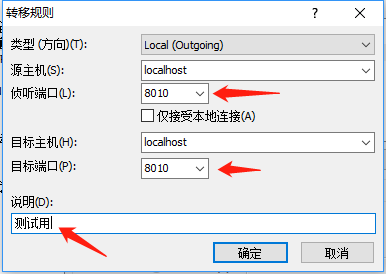 转移规则
类型 (方向)(T): Local (Outgoing)
源主机(S): localhost
侦听端口(L): 8010
仅接受本地连接(A)
目标主机(H): localhost
目标端口(P): 8010
说明(D):
测试用
确定 取消